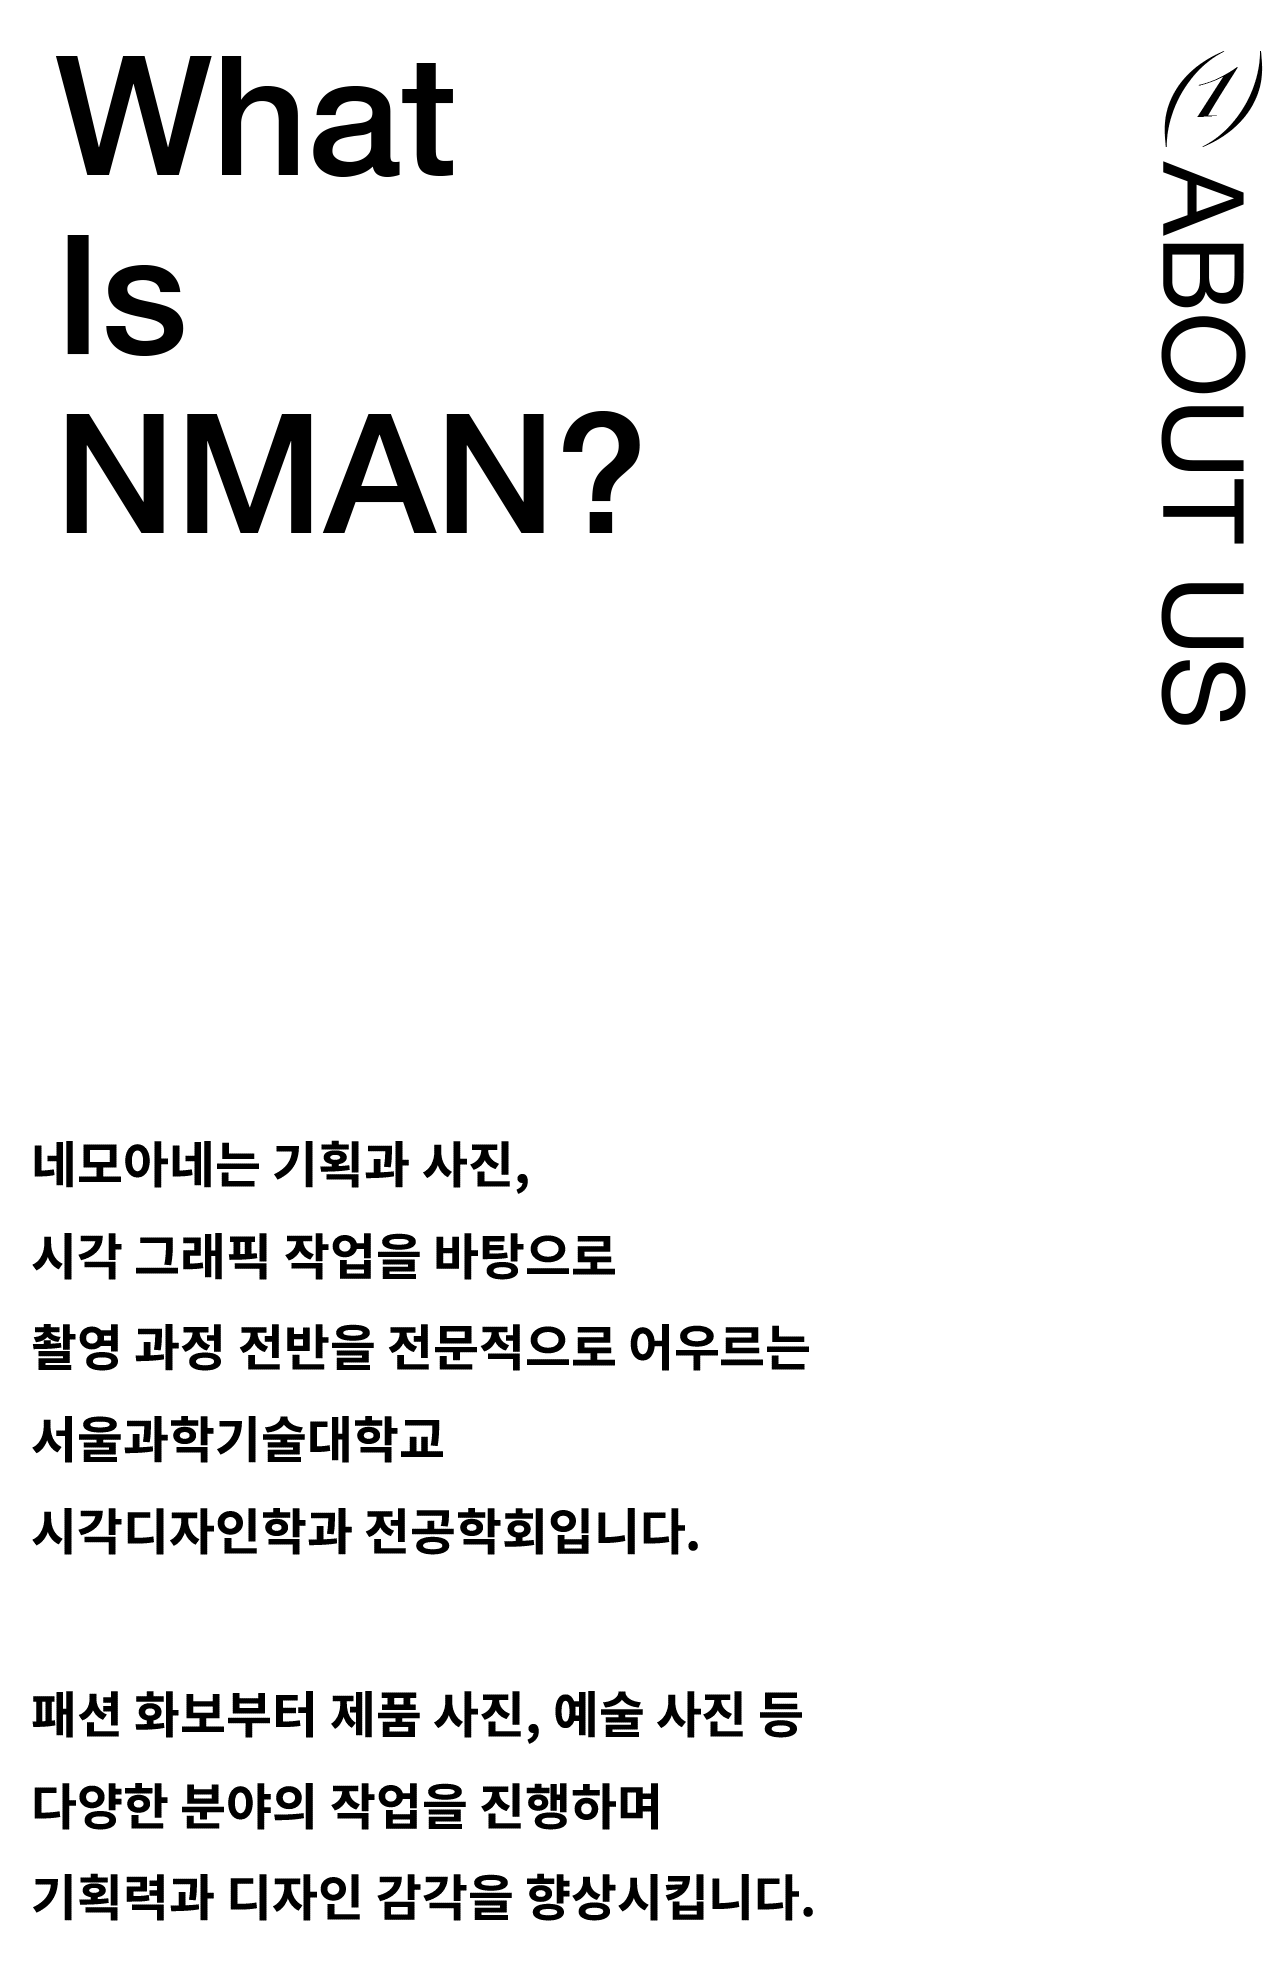 What
Is
NMAN?
(1) ABOUT US
네모아네는 기획과 사진,
시각 그래픽 작업을 바탕으로
촬영 과정 전반을 전문적으로 어우르는
서울과학기술대학교
시각디자인학과 전공학회입니다.
패션 화보부터 제품 사진, 예술 사진 등
다양한 분야의 작업을 진행하며
기획력과 디자인 감각을 향상시킵니다.